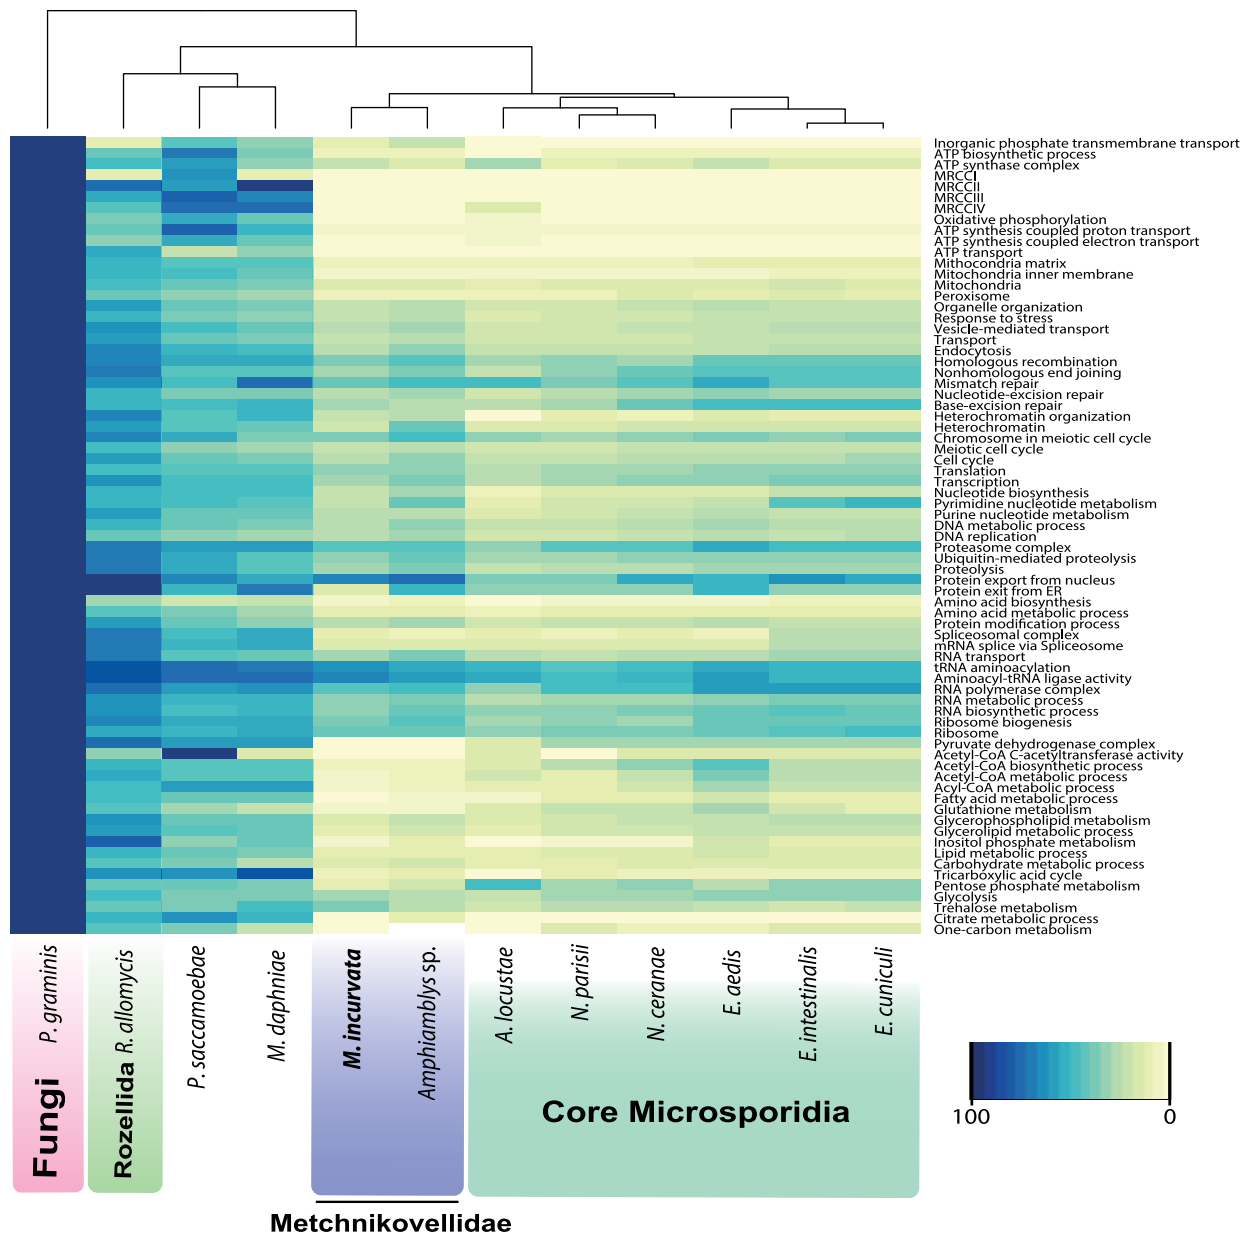 Inorganic phosphate transmembrane transport
ATP biosynthetic process
ATP synthase complex
MRCCI
MRCCII
MRCCIII
MRCCIV
Oxidative phosphorylation
ATP synthesis coupled proton transport
ATP synthesis coupled electron transport
ATP transport
Mithocondria matrix
Mitochondria inner membrane
Mitochondria
Peroxisome
Organelle organization
Response to stress
Vesicle-mediated transport
Transport
Endocytosis
Homologous recombination
Nonhomologous end joining
Mismatch repair
Nucleotide-excision repair
Base-excision repair
Heterochromatin organization
Heterochromatin
Chromosome in meiotic cell cycle
Meiotic cell cycle
Cell cycle
Translation
Transcription
Nucleotide biosynthesis
Pyrimidine nucleotide metabolism
Purine nucleotide metabolism
DNA metabolic process
DNA replication
Proteasome complex
Ubiquitin-mediated proteolysis
Proteolysis
Protein export from nucleus
Protein exit from ER
Amino acid biosynthesis
Amino acid metabolic process
Protein modification process
Spliceosomal complex
mRNA splice via Spliceosome
RNA transport
tRNA aminoacylation
Aminoacyl-tRNA ligase activity
RNA polymerase complex
RNA metabolic process
RNA biosynthetic process
Ribosome biogenesis
Ribosome
Pyruvate dehydrogenase complex
Acetyl-CoA C-acetyltransferase activity
Acetyl-CoA biosynthetic process
Acetyl-CoA metabolic process
Acyl-CoA metabolic process
Fatty acid metabolic process
Glutathione metabolism
Glycerophospholipid metabolism
Glycerolipid metabolic process
Inositol phosphate metabolism
Lipid metabolic process
Carbohydrate metabolic process
Tricarboxylic acid cycle
Pentose phosphate metabolism
Glycolysis
Trehalose metabolism
Citrate metabolic process
One-carbon metabolism
P. graminis
R. allomycis
P. saccamoebae
M. daphniae
M. incurvata
Amphiamblys sp.
A. locustae
N. parisii
N. ceranae
E. aedis
E. intestinalis
E. cuniculi
Fungi
Rozellida
Core Microsporidia
Metchnikovellidae
100
0